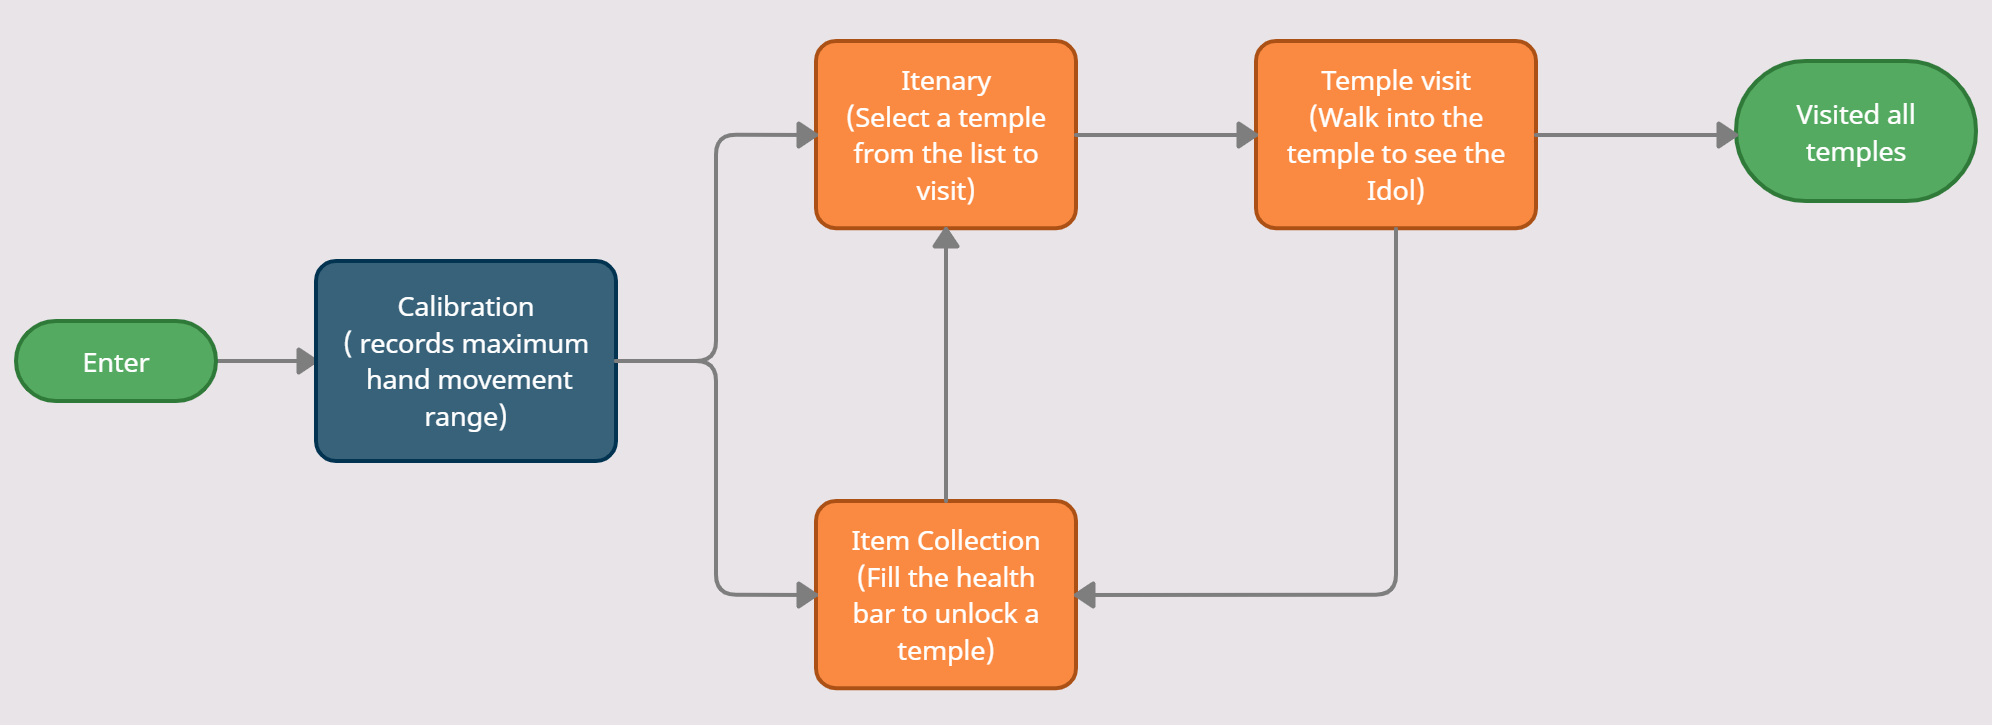 Enter
Calibration
( records maximum
hand movement
range)
Itenary
(Select a temple
from the list to
visit)
Temple visit
(Walk into the
temple to see the
Idol)
Visited all
temples
Item Collection
(Fill the health
bar to unlock a
temple)